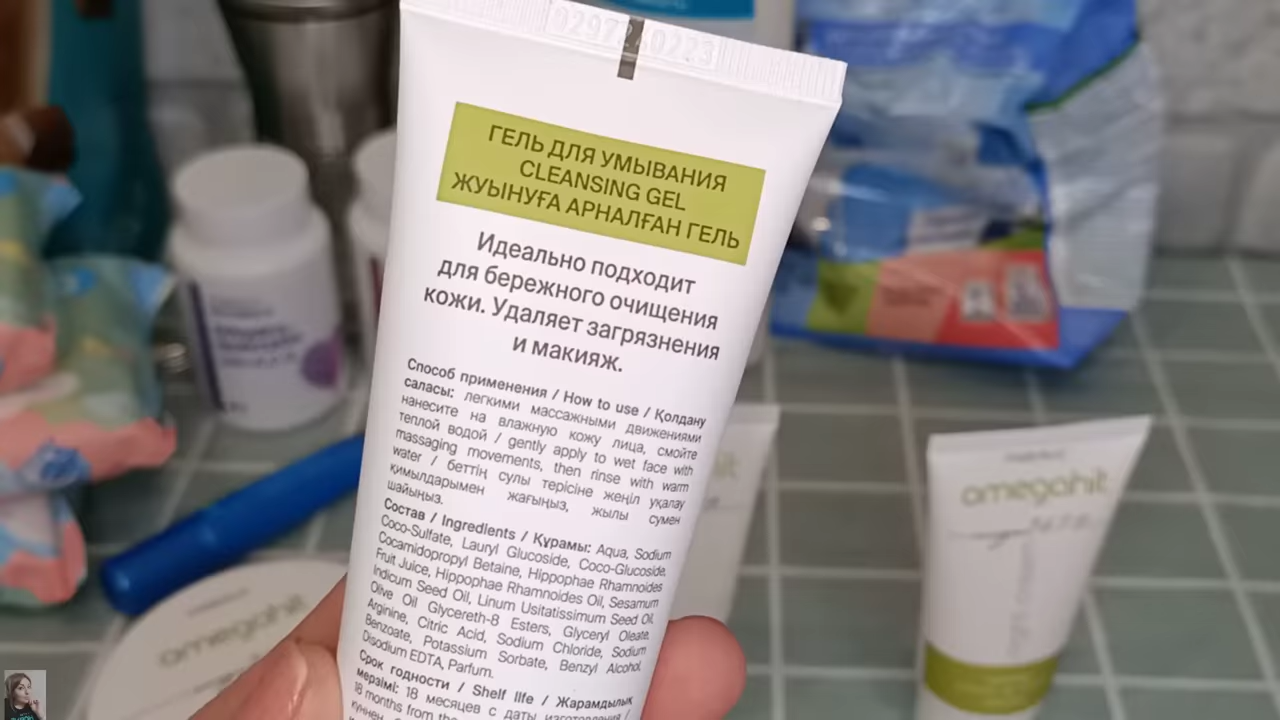 ГЕЛЬ ДЛЯ УМЫВАНИЯ
CLEANSING GEL
ЖУЫНУҒА АРНАЛҒАН ГЕЛЬ
Идеально подходит
для бережного очищения
кожи. Удаляет загрязнения
и макияж.
Способ применения / How to use / Қолдану
саласы: легкими массажными движениями
нанесите на влажную кожу лица, смойте
теплой водой / gently apply to wet face with
massaging movements, then rinse with warm
water / беттің сулы терісіне жеңіл уқалау
қимылдарымен жағыңыз, жылы сумен
шайыңыз.
Состав / Ingredients / Құрамы: Aqua, Sodium
Coco-Sulfate, Lauryl Glucoside, Coco-Glucoside,
Cocamidopropyl Betaine, Hippophae Rhamnoides
Fruit Juice, Hippophae Rhamnoides Oil, Sesamum
Indicum Seed Oil, Linum Usitatissimum Seed Oil,
Olive Oil Glycereth-8 Esters, Glyceryl Oleate,
Arginine, Citric Acid, Sodium Chloride, Sodium
Benzoate, Potassium Sorbate, Benzyl Alcohol,
Disodium EDTA, Parfum.
Срок годности / Shelf life / Жарамдылық
мерзімі: 18 месяцев с даты изготовления /
18 months from the
omegahit
omegahit